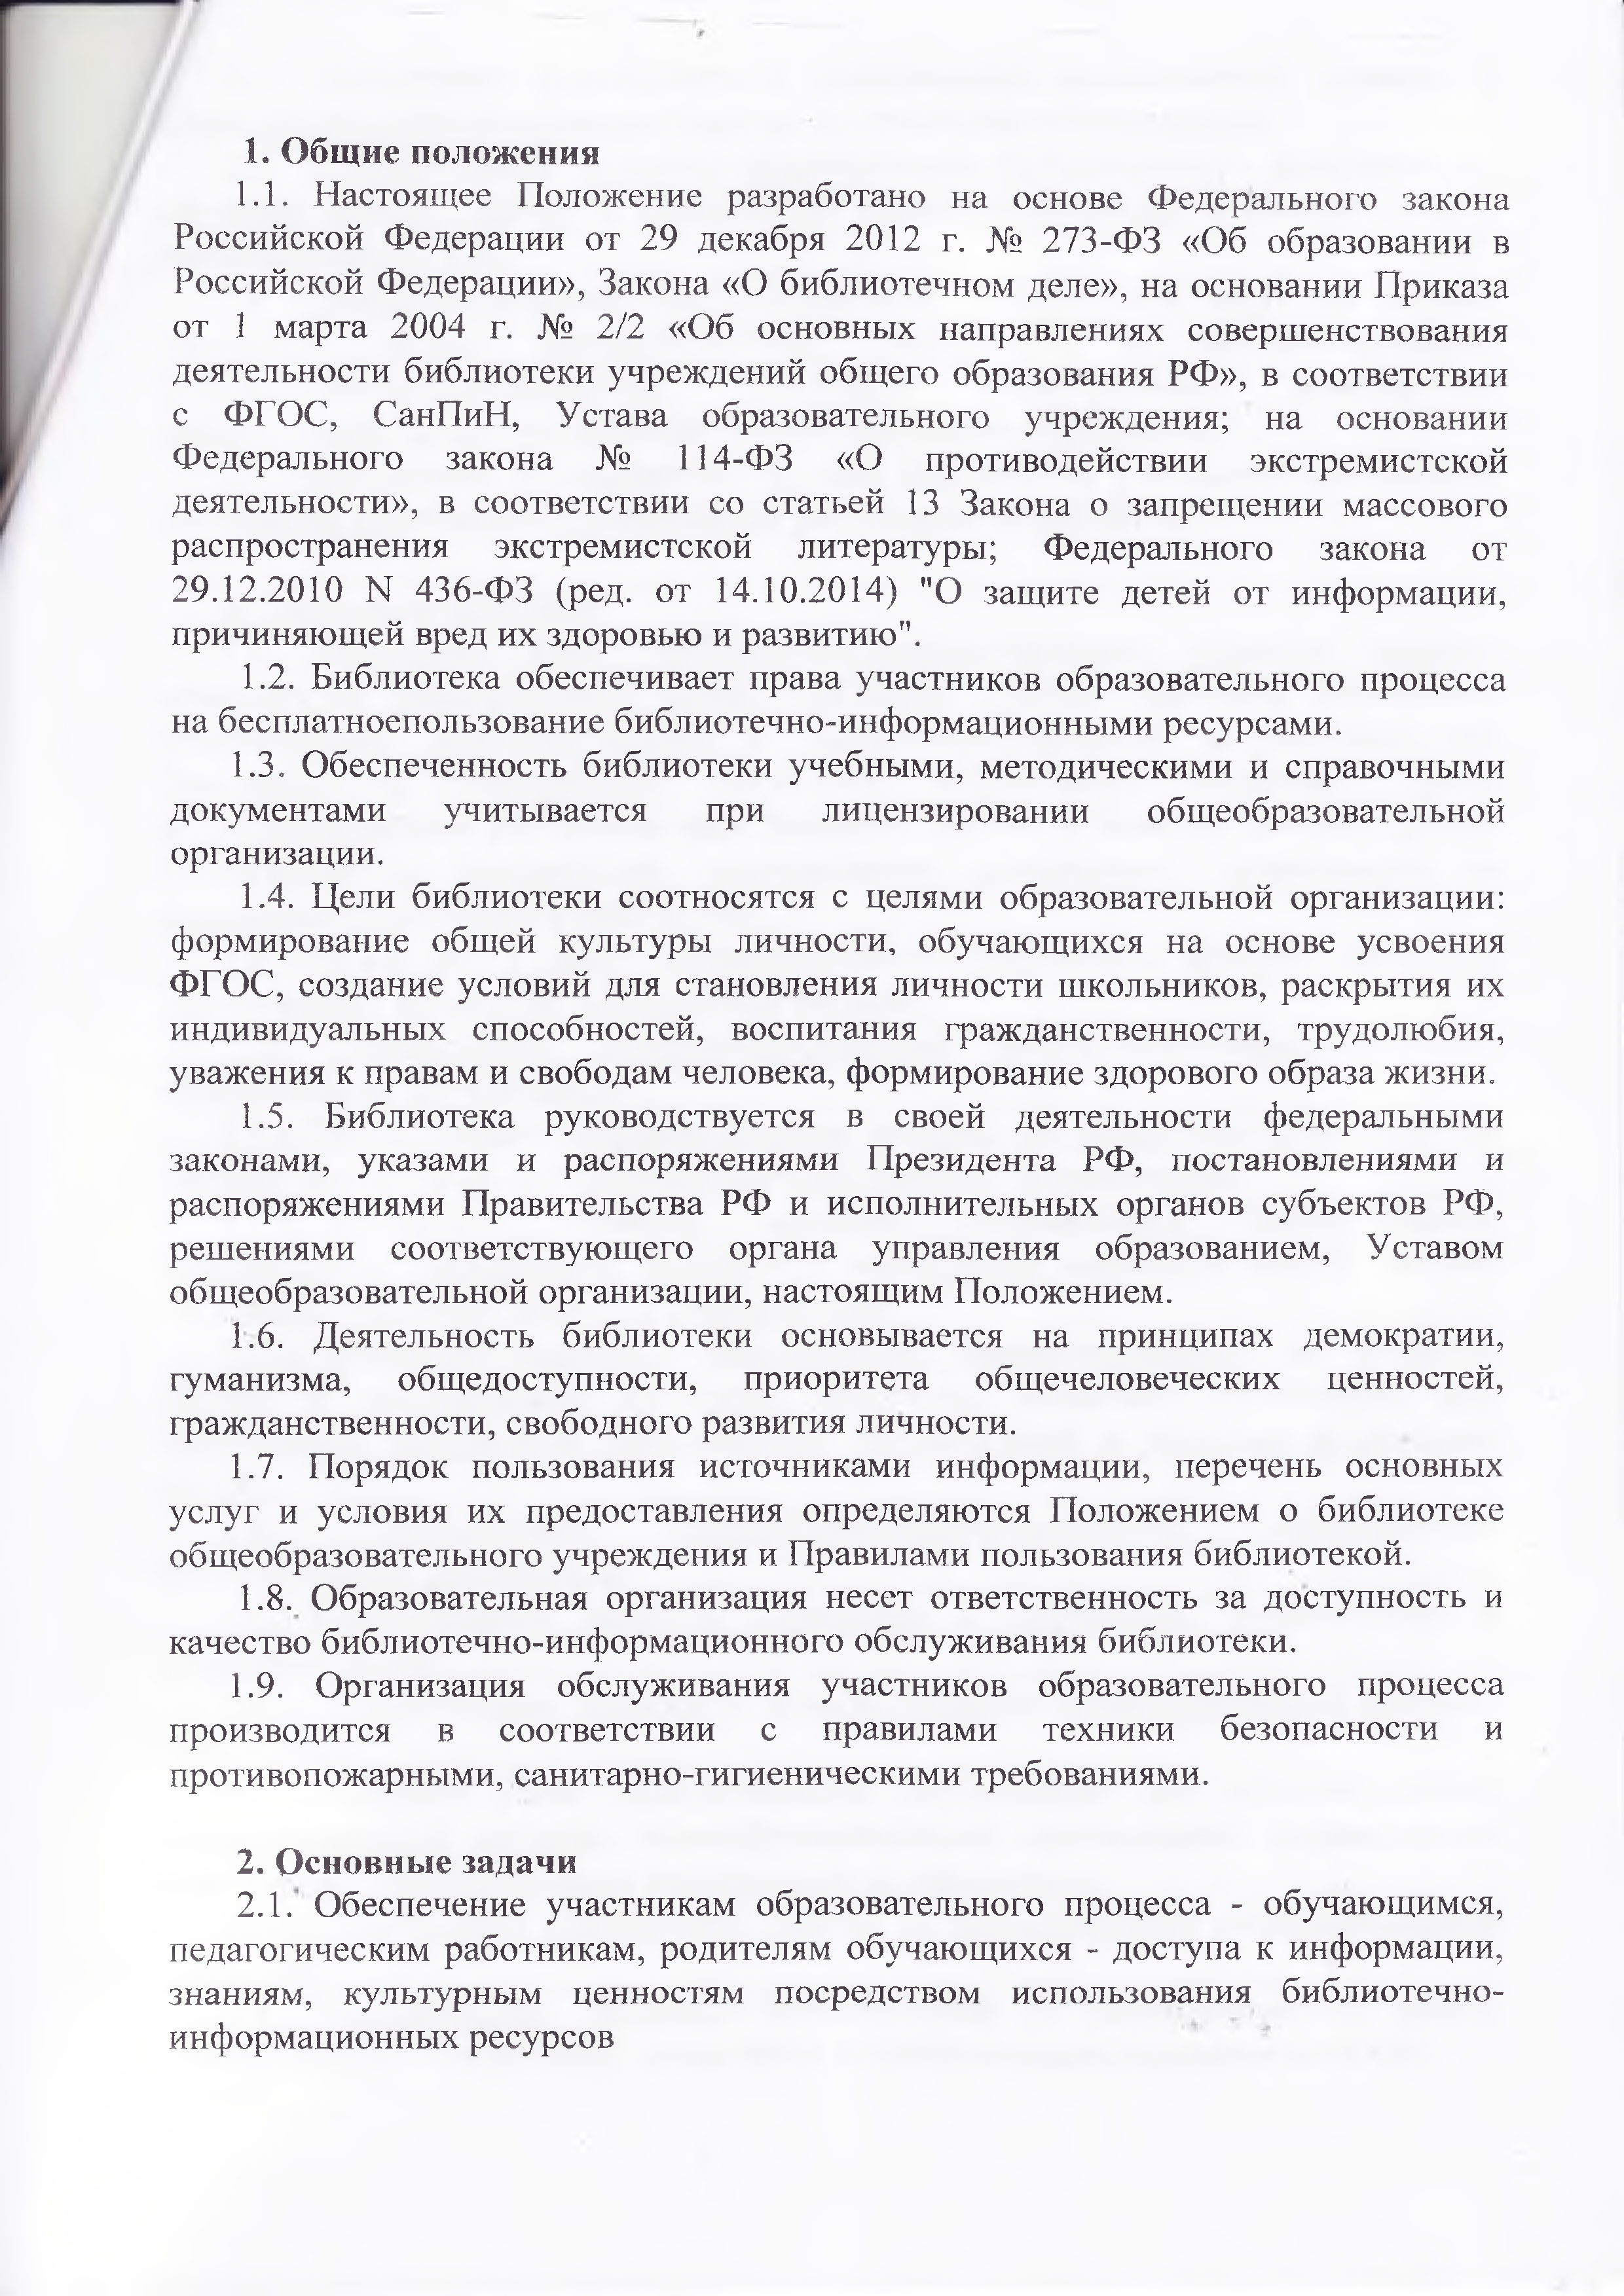 1. Общие положения
1.1. Настоящее Положение разработано на основе Федерального закона
Российской Федерации от 29 декабря 2012 г. № 273-ФЗ «Об образовании в
Российской Федерации», Закона «О библиотечном деле», на основании Приказа
от 1 марта 2004 г. № 2/2 «Об основных направлениях совершенствования
деятельности библиотеки учреждений общего образования РФ», в соответствии
с ФГОС, СанПиН, Устава образовательного учреждения; на основании
Федерального закона № 114-ФЗ «О противодействии экстремистской
деятельности», в соответствии со статьей 13 Закона о запрещении массового
распространения экстремистской литературы; Федерального закона от
29.12.2010 N 436-ФЗ (ред. от 14.10.2014) "О защите детей от информации,
причиняющей вред их здоровью и развитию".
1.2. Библиотека обеспечивает права участников образовательного процесса
на бесплатноепользование библиотечно-информационными ресурсами.
1.3. Обеспеченность библиотеки учебными, методическими и справочными
документами учитывается при лицензировании общеобразовательной
организации.
1.4. Цели библиотеки соотносятся с целями образовательной организации:
формирование общей культуры личности, обучающихся на основе усвоения
ФГОС, создание условий для становления личности школьников, раскрытия их
индивидуальных способностей, воспитания гражданственности, трудолюбия,
уважения к правам и свободам человека, формирование здорового образа жизни.
1.5. Библиотека руководствуется в своей деятельности федеральными
законами, указами и распоряжениями Президента РФ, постановлениями и
распоряжениями Правительства РФ и исполнительных органов субъектов РФ,
решениями соответствующего органа управления образованием, Уставом
общеобразовательной организации, настоящим Положением.
1.6. Деятельность библиотеки основывается на принципах демократии,
гуманизма, общедоступности, приоритета общечеловеческих ценностей,
гражданственности, свободного развития личности.
1.7. Порядок пользования источниками информации, перечень основных
услуг и условия их предоставления определяются Положением о библиотеке
общеобразовательного учреждения и Правилами пользования библиотекой.
1.8. Образовательная организация несет ответственность за доступность и
качество библиотечно-информационного обслуживания библиотеки.
1.9. Организация обслуживания участников образовательного процесса
производится в соответствии с правилами техники безопасности и
противопожарными, санитарно-гигиеническими требованиями.
2. Основные задачи
2.1. Обеспечение участникам образовательного процесса - обучающимся,
педагогическим работникам, родителям обучающихся - доступа к информации,
знаниям, культурным ценностям посредством использования библиотечно-
информационных ресурсов